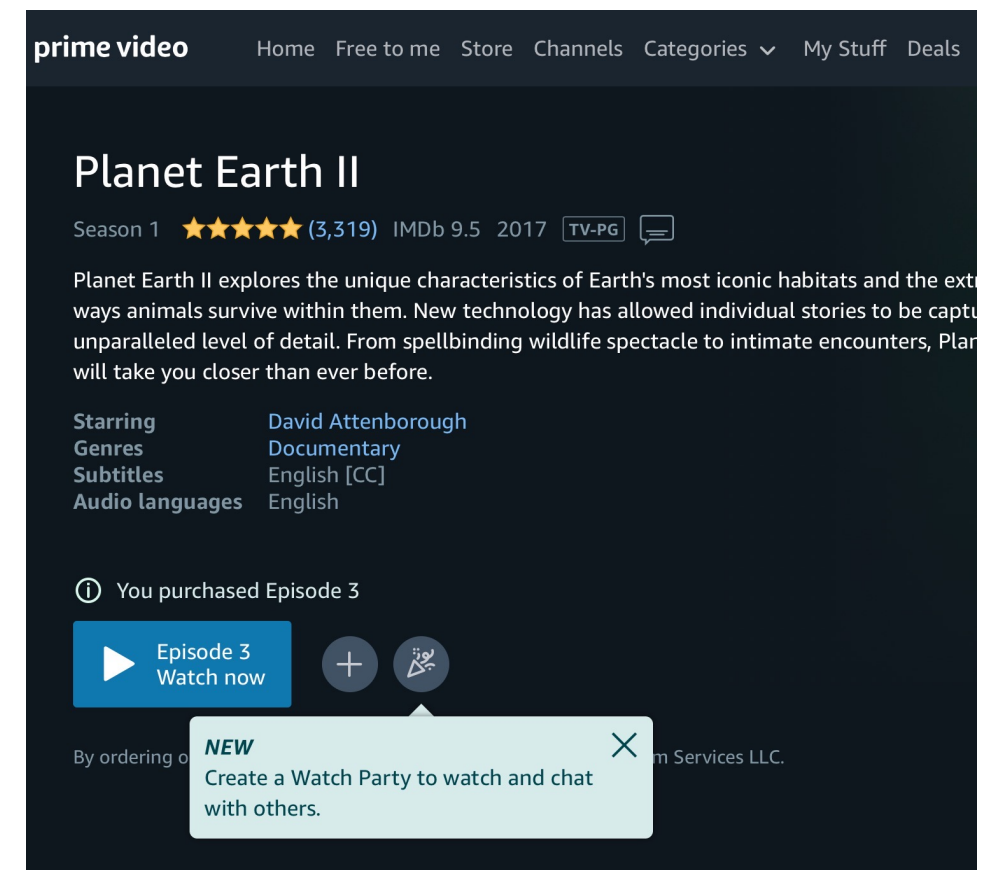 prime video Home Free to me Store Channels Categories My Stuff Deals
Planet Earth II
Season 1 (3,319) IMDb 9.5 2017 TV-PG
Planet Earth II explores the unique characteristics of Earth's most iconic habitats and the
ways animals survive within them. New technology has allowed individual stories to be
unparalleled level of detail. From spellbinding wildlife spectacle to intimate encounters,
will take you closer than ever before.
Starring David Attenborough
Genres Documentary
Subtitles English [CC]
Audio languages English
You purchased Episode 3
Episode 3
Watch now
NEW
By ordering Services LLC.
Create a Watch Party to watch and chat
with others.